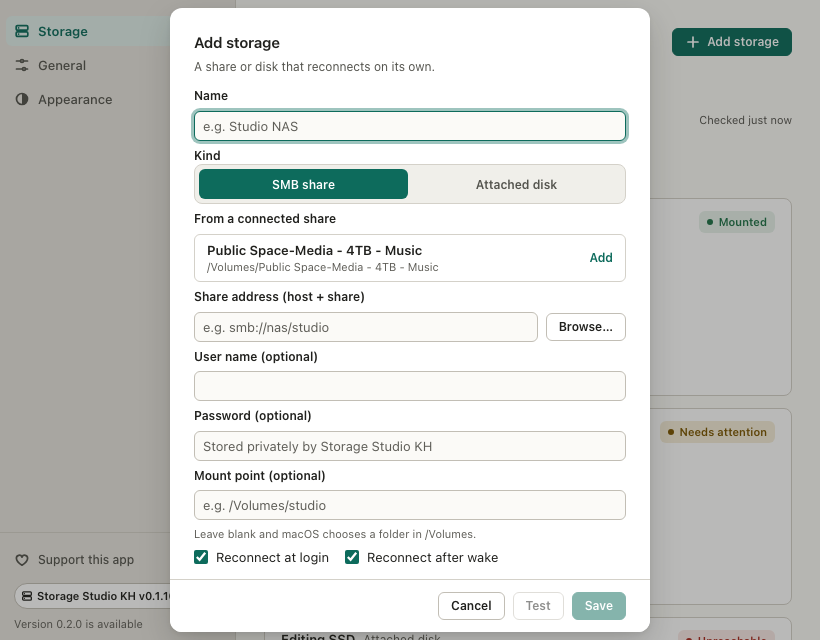 Storage
General
Appearance
Add storage
Checked just now
Mounted
Needs attention
Add storage
A share or disk that reconnects on its own.
Name
e.g. Studio NAS
Kind
SMB share
Attached disk
From a connected share
Public Space-Media - 4TB - Music
/Volumes/Public Space-Media - 4TB - Music
Add
Share address (host + share)
e.g. smb://nas/studio
Browse...
User name (optional)
Password (optional)
Stored privately by Storage Studio KH
Mount point (optional)
e.g. /Volumes/studio
Leave blank and macOS chooses a folder in /Volumes.
Reconnect at login
Reconnect after wake
Cancel
Test
Save
Support this app
Storage Studio KH
Version 0.2.0 is available
Editing SSD Attached disk
Unreachable